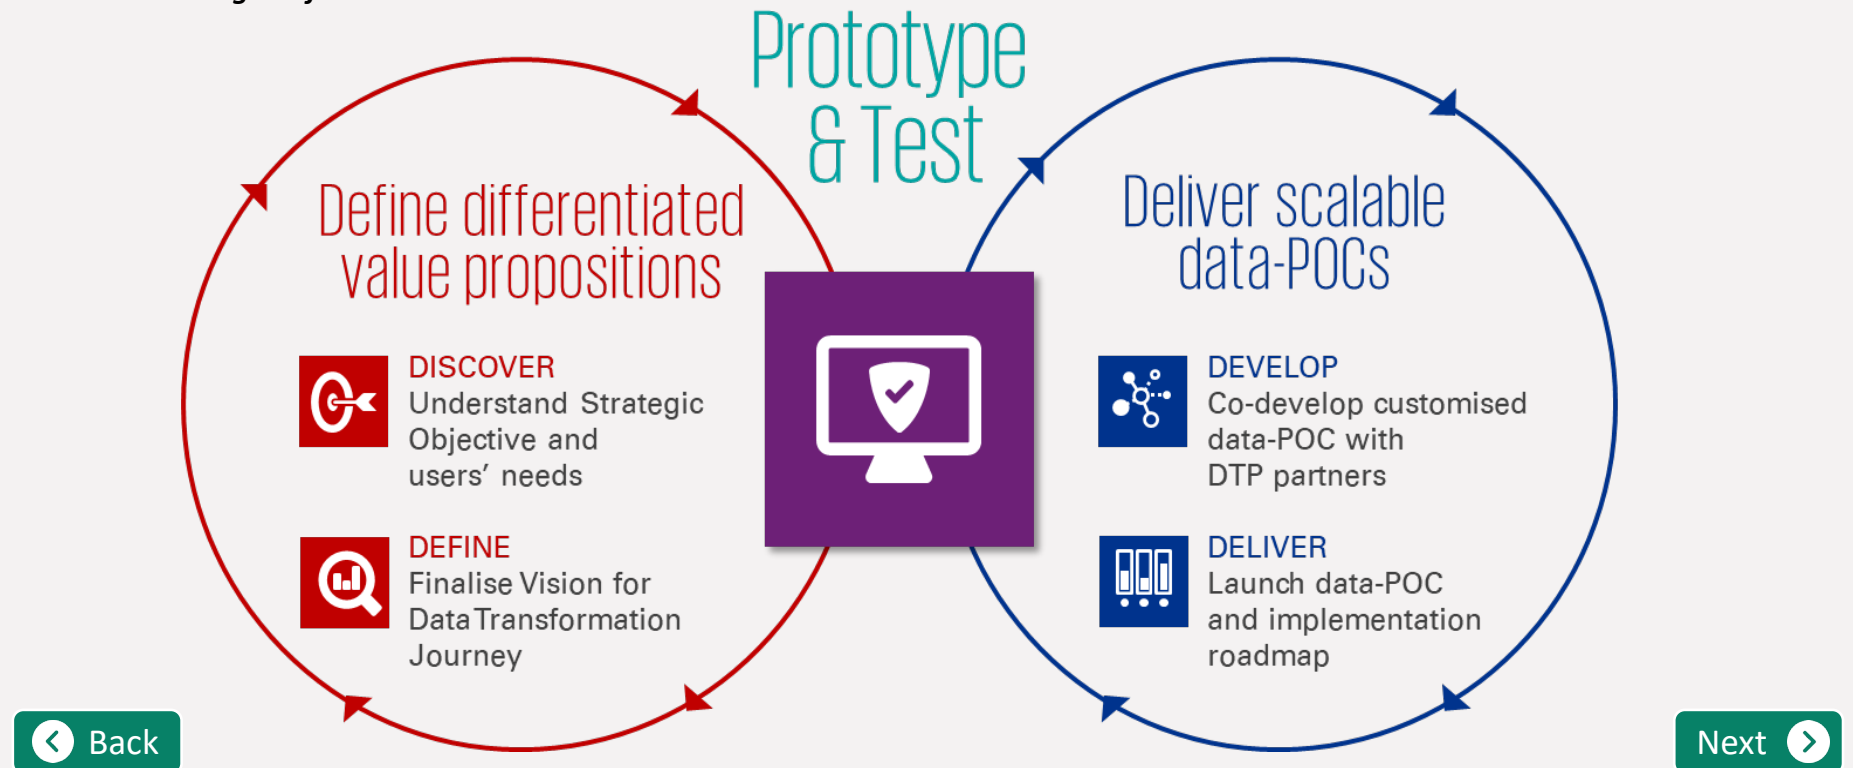 Prototype
& Test
Define differentiated
value propositions
DISCOVER
Understand Strategic
Objective and
users' needs
DEFINE
Finalise Vision for
Data Transformation
Journey
Deliver scalable
data-POCs
DEVELOP
Co-develop customised
data-POC with
DTP partners
DELIVER
Launch data-POC
and implementation
roadmap
Back
Next